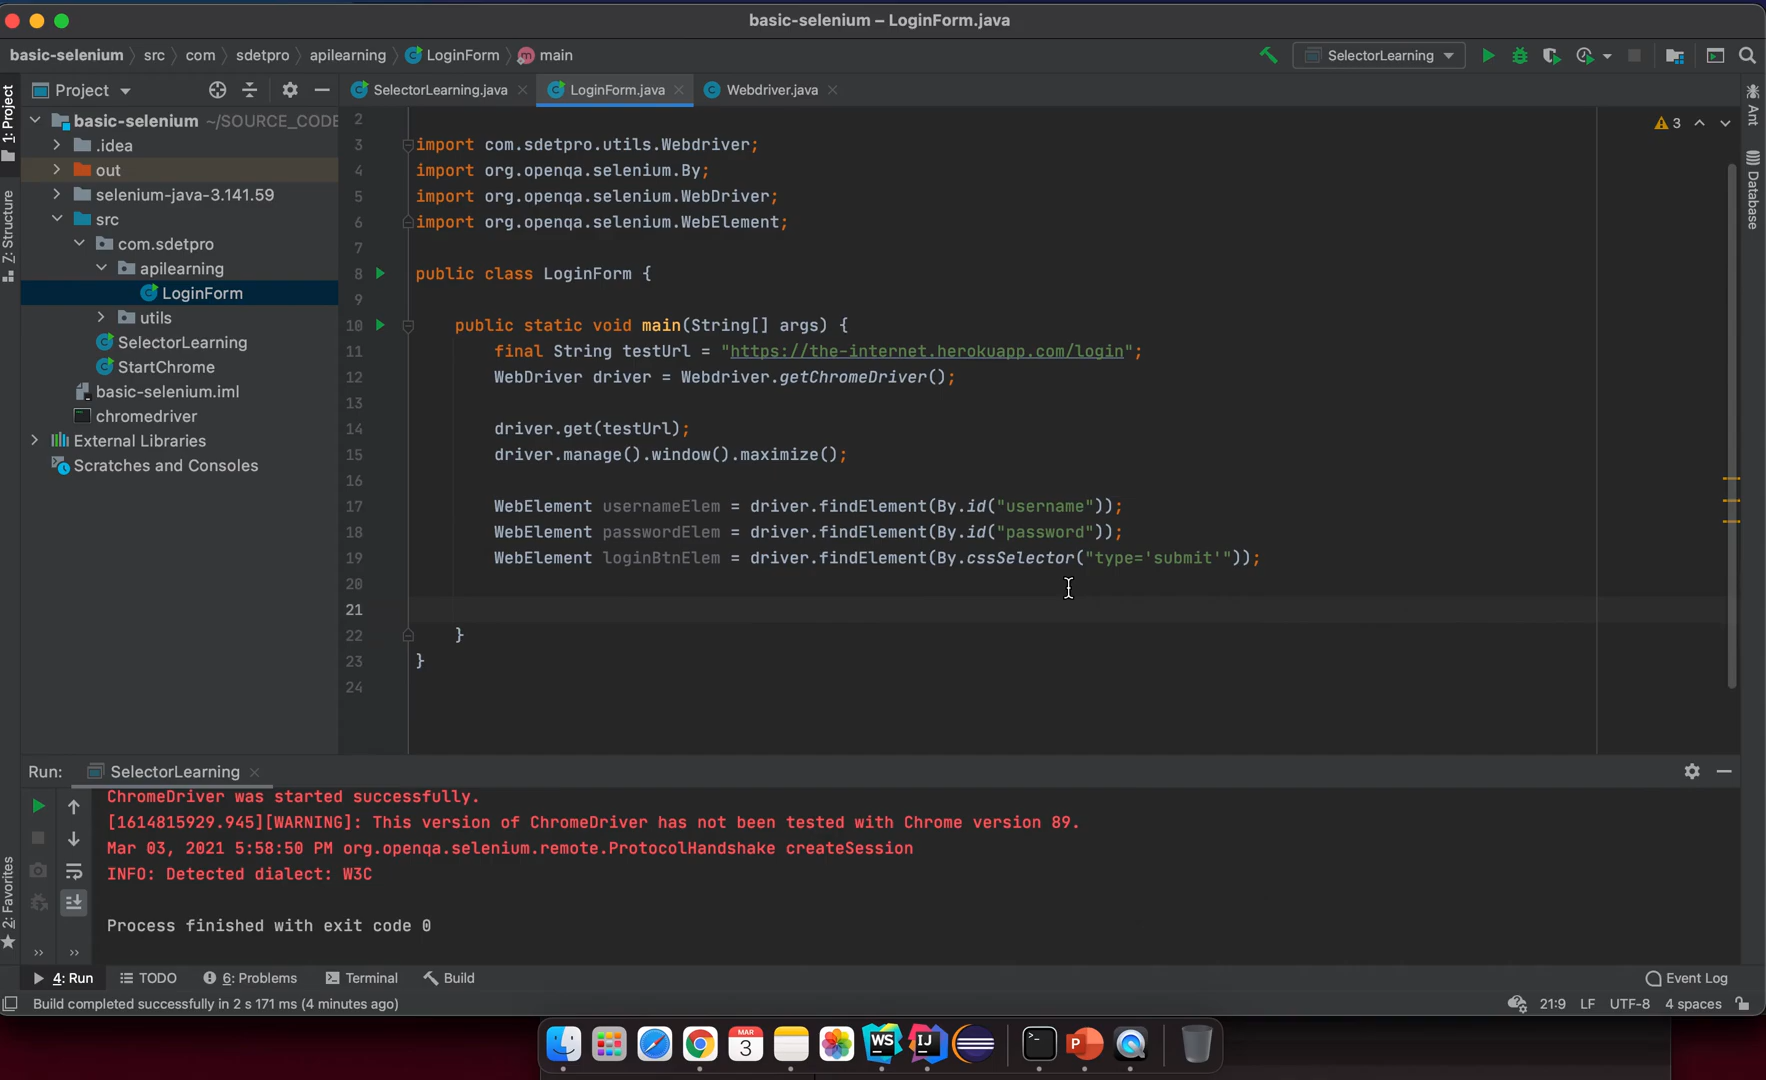 basic-selenium – LoginForm.java
basic-selenium src com sdetpro apilearning LoginForm main SelectorLearning
1: Project
Project
SelectorLearning.java LoginForm.java Webdriver.java
Ant
Database
7: Structure
2: Favorites
basic-selenium ~/SOURCE_CODE
.idea
out
selenium-java-3.141.59
src
com.sdetpro
apilearning
LoginForm
utils
SelectorLearning
StartChrome
basic-selenium.iml
chromedriver
External Libraries
Scratches and Consoles
3
2
3 import com.sdetpro.utils.Webdriver;
4 import org.openqa.selenium.By;
5 import org.openqa.selenium.WebDriver;
6 import org.openqa.selenium.WebElement;
7
8 public class LoginForm {
9
10 public static void main(String[] args) {
11 final String testUrl = "https://the-internet.herokuapp.com/login";
12 WebDriver driver = Webdriver.getChromeDriver();
13
14 driver.get(testUrl);
15 driver.manage().window().maximize();
16
17 WebElement usernameElem = driver.findElement(By.id("username"));
18 WebElement passwordElem = driver.findElement(By.id("password"));
19 WebElement loginBtnElem = driver.findElement(By.cssSelector("type='submit'"));
20
21
22 }
23 }
24
Run: SelectorLearning
ChromeDriver was started successfully.
[1614815929.945][WARNING]: This version of ChromeDriver has not been tested with Chrome version 89.
Mar 03, 2021 5:58:50 PM org.openqa.selenium.remote.ProtocolHandshake createSession
INFO: Detected dialect: W3C
Process finished with exit code 0
4: Run TODO 6: Problems Terminal Build Event Log
Build completed successfully in 2 s 171 ms (4 minutes ago) 21:9 LF UTF-8 4 spaces
MAR
3
WS
IJ
P